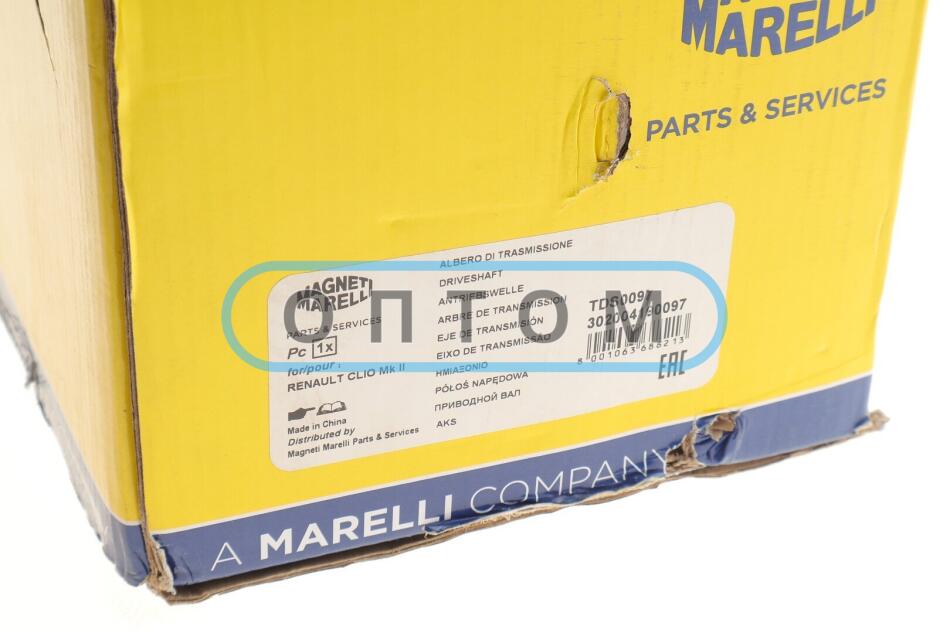 MARELLI
PARTS & SERVICES
MAGNETI
MARELLI
PARTS & SERVICES
Pc 1x
for/pour :
RENAULT CLIO Mk II
Made in China
Distributed by
Magneti Marelli Parts & Services
ALBERO DI TRASMISSIONE
DRIVESHAFT
ANTRIEBSWELLE
ARBRE DE TRANSMISSION
EJE DE TRANSMISIÓN
EIXO DE TRANSMISSÃO
ΗΜΙΑΞΟΝΙΟ
PÓŁOŚ NAPĘDOWA
ПРИВОДНОЙ ВАЛ
AKS
TDS0097
302004190097
8 001063 686213
EAC
ОПТОМ
A MARELLI COMPANY